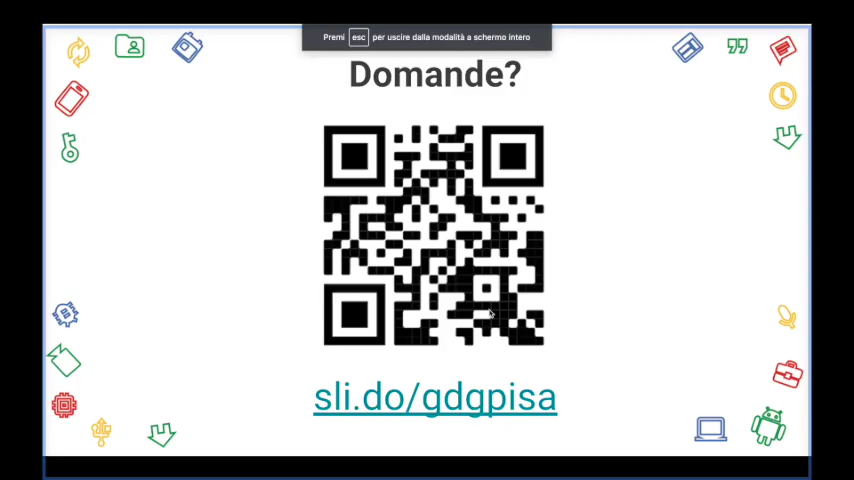 Premi esc per uscire dalla modalità a schermo intero
Domande?
sli.do/gdgpisa